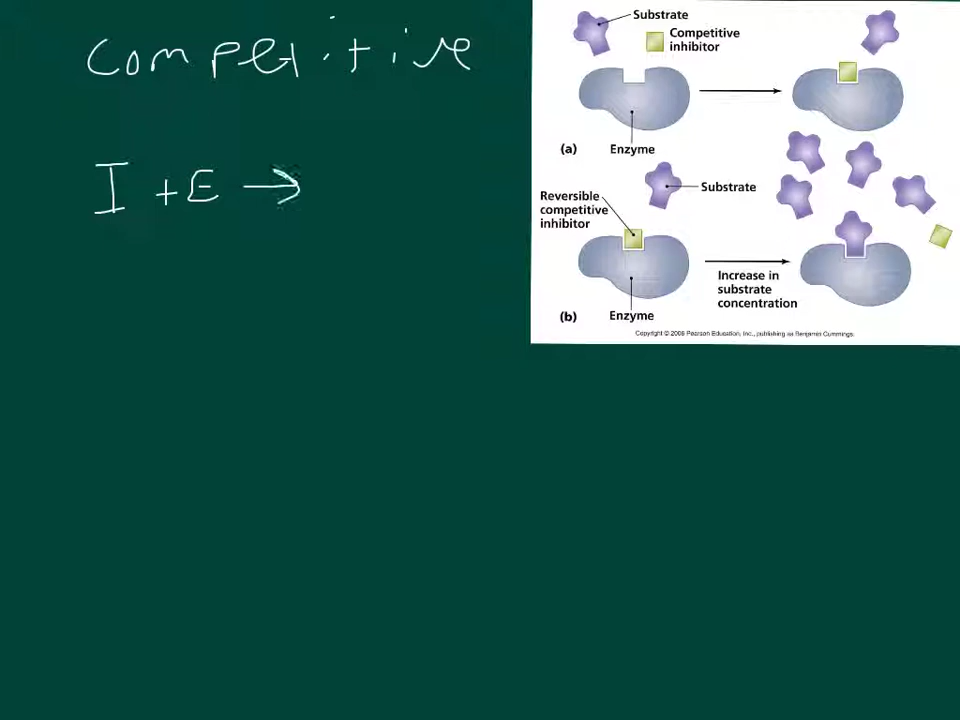 Competitive
I + E →
Substrate
Competitive
inhibitor
(a)
Enzyme
Substrate
Reversible
competitive
inhibitor
Increase in
substrate
concentration
(b)
Enzyme
Copyright © 2008 Pearson Education, Inc., publishing as Benjamin Cummings.